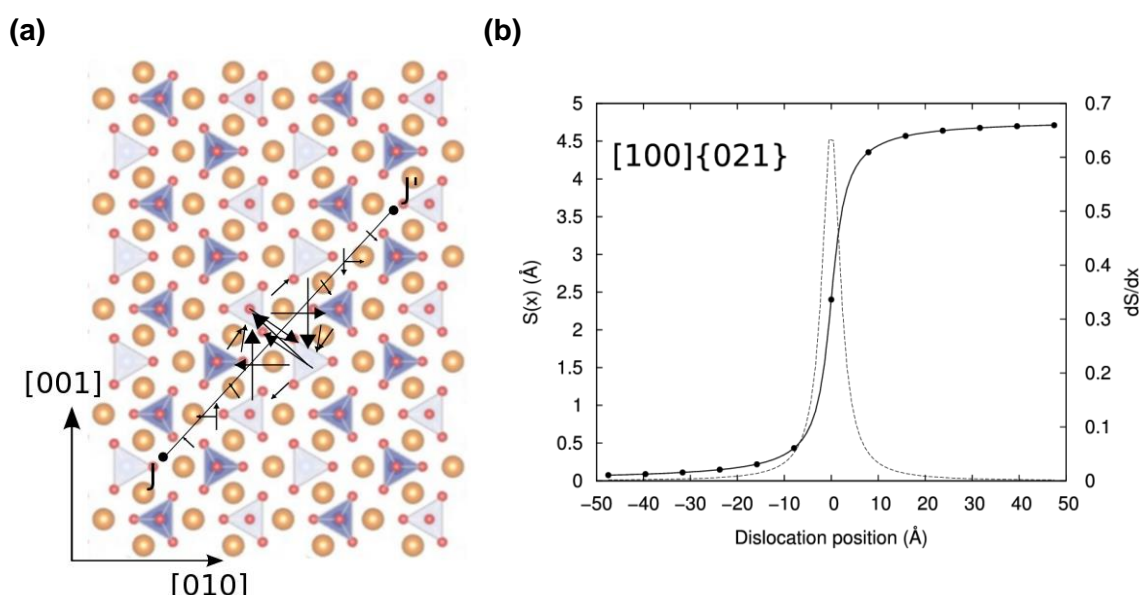 (a)
(b)
J'
J
[001]
[010]
[100]{021}
S(x) (Å)
5
4.5
4
3.5
3
2.5
2
1.5
1
0.5
0
0.7
0.6
0.5
0.4
0.3
0.2
0.1
0
dS/dx
−50 −40 −30 −20 −10 0 10 20 30 40 50
Dislocation position (Å)